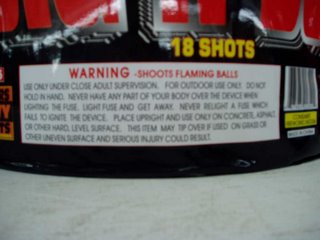 18 SHOTS
WARNING -SHOOTS FLAMING BALLS
USE ONLY UNDER CLOSE ADULT SUPERVISION. FOR OUTDOOR USE ONLY. DO NOT
HOLD IN HAND. NEVER HAVE ANY PART OF YOUR BODY OVER THE DEVICE WHEN
LIGHTING THE FUSE. LIGHT FUSE AND GET AWAY. NEVER RELIGHT A FUSE WHICH
FAILS TO IGNITE THE DEVICE. PLACE UPRIGHT AND USE ONLY ON CONCRETE, ASPHALT,
OR OTHER HARD, LEVEL SURFACE. THIS ITEM MAY TIP OVER IF USED ON GRASS OR
OTHER UNEVEN SURFACE AND SERIOUS INJURY COULD RESULT.